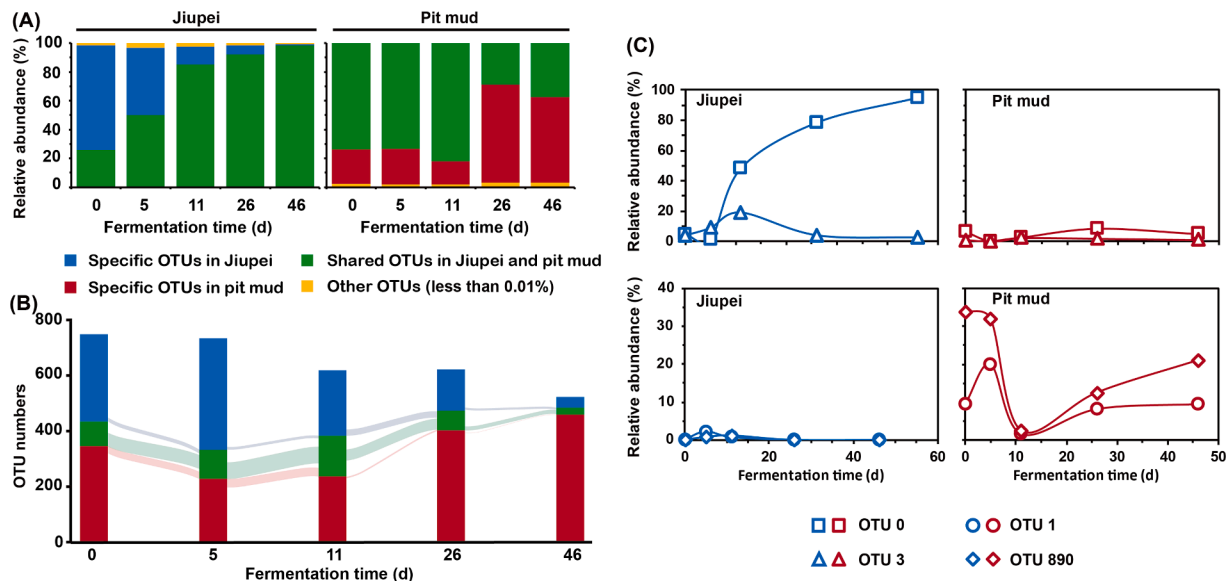 (A)
Jiupei
Pit mud
Relative abundance (%)
100
80
60
40
20
0
0 5 11 26 46
0 5 11 26 46
Fermentation time (d)
Fermentation time (d)
Specific OTUs in Jiupei
Shared OTUs in Jiupei and pit mud
Specific OTUs in pit mud
Other OTUs (less than 0.01%)
(B)
OTU numbers
800
600
400
200
0
0 5 11 26 46
Fermentation time (d)
(C)
Relative abundance (%)
100
80
60
40
20
0
Jiupei
Relative abundance (%)
Pit mud
Relative abundance (%)
40
30
20
10
0
Jiupei
0 20 40 60
Fermentation time (d)
Relative abundance (%)
Pit mud
0 10 20 30 40 50
Fermentation time (d)
OTU 0
OTU 1
OTU 3
OTU 890